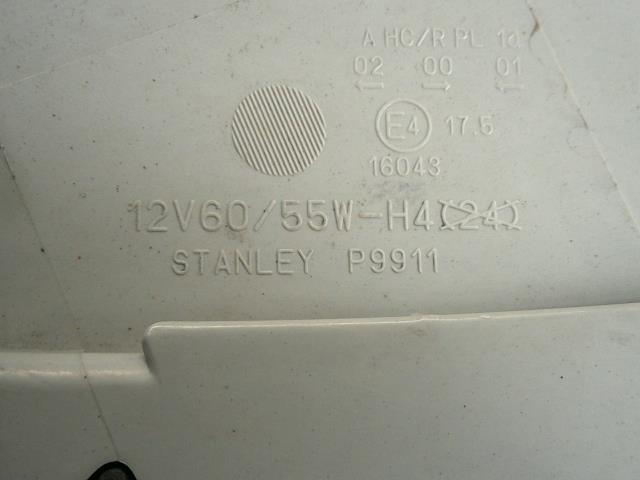 A HC/R PL 1a
02 00 01
← ↔ ←
E4 17.5
16043
12V60/55W-H4(24)
STANLEY P9911